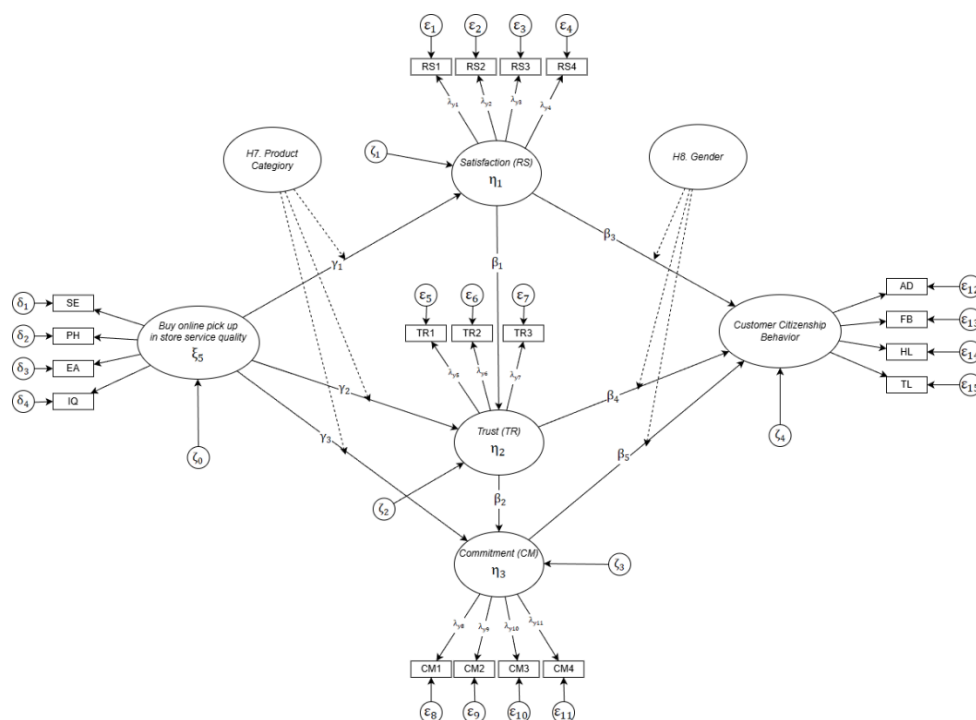 ε₁ ε₂ ε₃ ε₄
RS1 RS2 RS3 RS4
λy1 λy2 λy3 λy4
H7. Product
Categiory
ζ₁
Satisfaction (RS)
η₁
H8. Gender
γ₁
β₁
β₃
δ₁ SE
δ₂ PH
δ₃ EA
δ₄ IQ
Buy online pick up
in store service quality
ξ₅
ζ₀
ε₅ ε₆ ε₇
TR1 TR2 TR3
λy5 λy6 λy7
Customer Citizenship
Behavior
AD ε₁₂
FB ε₁₃
HL ε₁₄
TL ε₁₅
ζ₄
γ₂
β₄
γ₃
Trust (TR)
η₂
β₅
ζ₂
β₂
Commitment (CM)
η₃
ζ₃
λy8 λy9 λy10 λy11
CM1 CM2 CM3 CM4
ε₈ ε₉ ε₁₀ ε₁₁